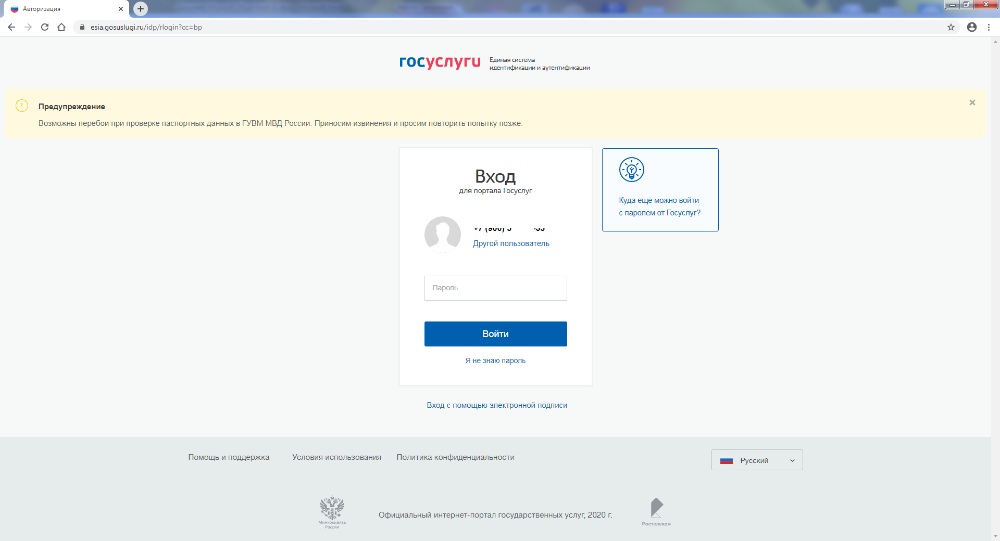 Авторизация
esia.gosuslugi.ru/idp/rlogin?cc=bp
госуслуги
Единая система
идентификации и аутентификации
Предупреждение
Возможны перебои при проверке паспортных данных в ГУВМ МВД России. Приносим извинения и просим повторить попытку позже.
Вход
для портала Госуслуг
+7 (900)
Другой пользователь
Пароль
Войти
Я не знаю пароль
Куда ещё можно войти
с паролем от Госуслуг?
Вход с помощью электронной подписи
Помощь и поддержка
Условия использования
Политика конфиденциальности
Русский
Минкомсвязь
России
Официальный интернет-портал государственных услуг, 2020 г.
Ростелеком